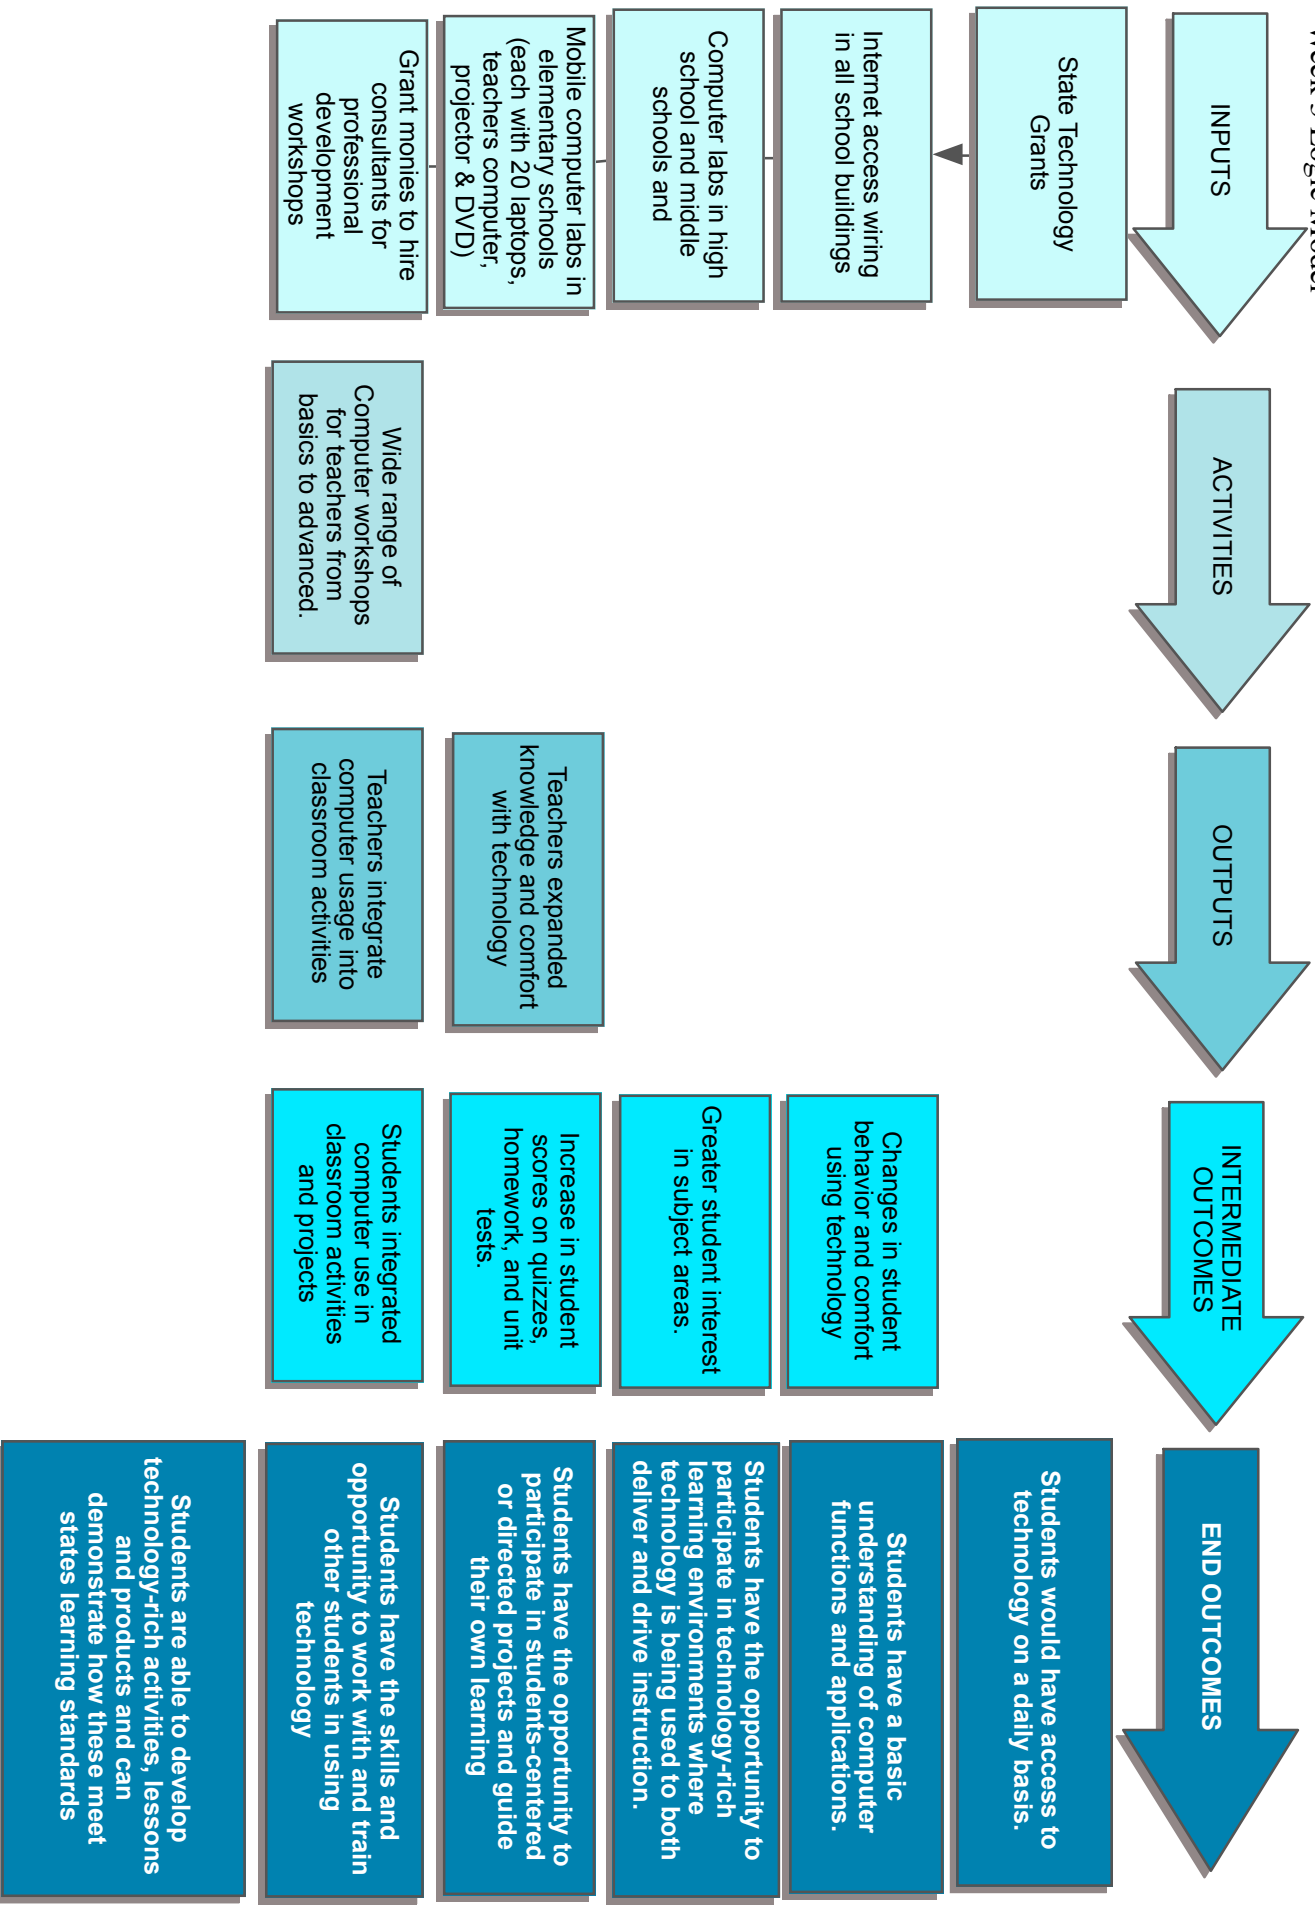 Logic Model
INPUTS
State Technology
Grants
Internet access wiring
in all school buildings
Computer labs in high
school and middle
schools and
Mobile computer labs in
elementary schools
(each with 20 laptops,
teachers computer,
projector & DVD)
Grant monies to hire
consultants for
professional
development
workshops
ACTIVITIES
Wide range of
Computer workshops
for teachers from
basics to advanced.
OUTPUTS
Teachers expanded
knowledge and comfort
with technology
Teachers integrate
computer usage into
classroom activities
INTERMEDIATE
OUTCOMES
Changes in student
behavior and comfort
using technology
Greater student interest
in subject areas.
Increase in student
scores on quizzes,
homework, and unit
tests.
Students integrated
computer use in
classroom activities
and projects
END OUTCOMES
Students would have access to
technology on a daily basis.
Students have a basic
understanding of computer
functions and applications.
Students have the opportunity to
participate in technology-rich
learning environments where
technology is being used to both
deliver and drive instruction.
Students have the opportunity to
participate in students-centered
or directed projects and guide
their own learning
Students have the skills and
opportunity to work with and train
other students in using
technology
Students are able to develop
technology-rich activities, lessons
and products and can
demonstrate how these meet
states learning standards